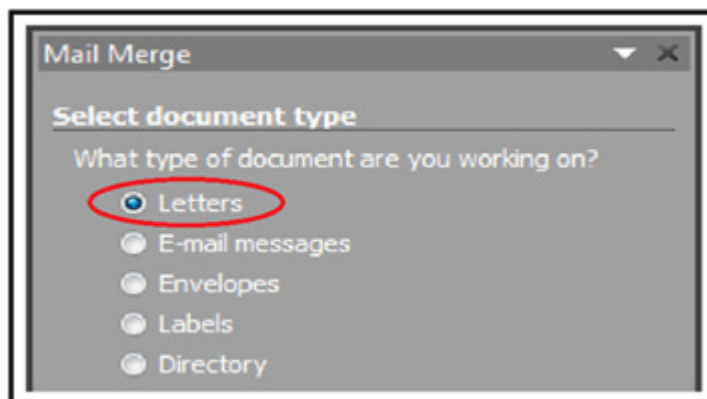 Mail Merge
Select document type
What type of document are you working on?
Letters
E-mail messages
Envelopes
Labels
Directory